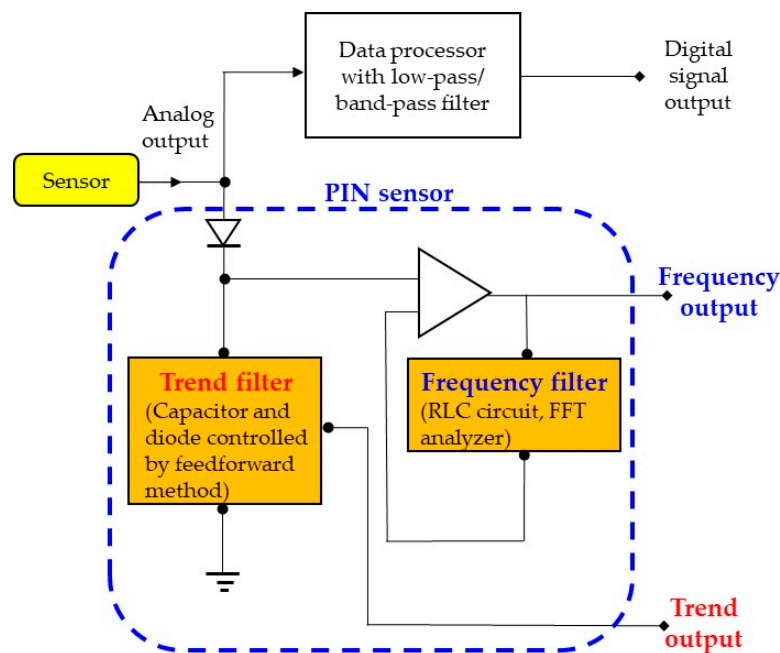 Data processor
with low-pass/
band-pass filter
Digital
signal
output
Analog
output
Sensor
PIN sensor
Frequency
output
Trend filter
(Capacitor and
diode controlled
by feedforward
method)
Frequency filter
(RLC circuit, FFT
analyzer)
Trend
output